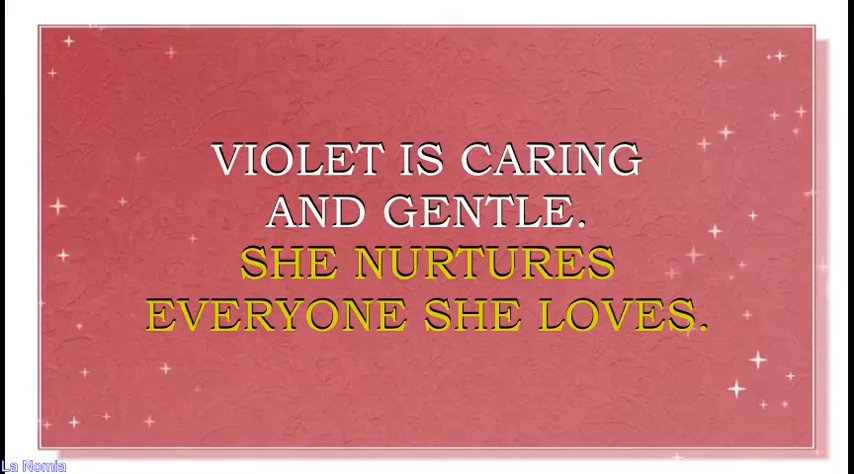 VIOLET IS CARING
AND GENTLE.
SHE NURTURES
EVERYONE SHE LOVES.
La Nomia